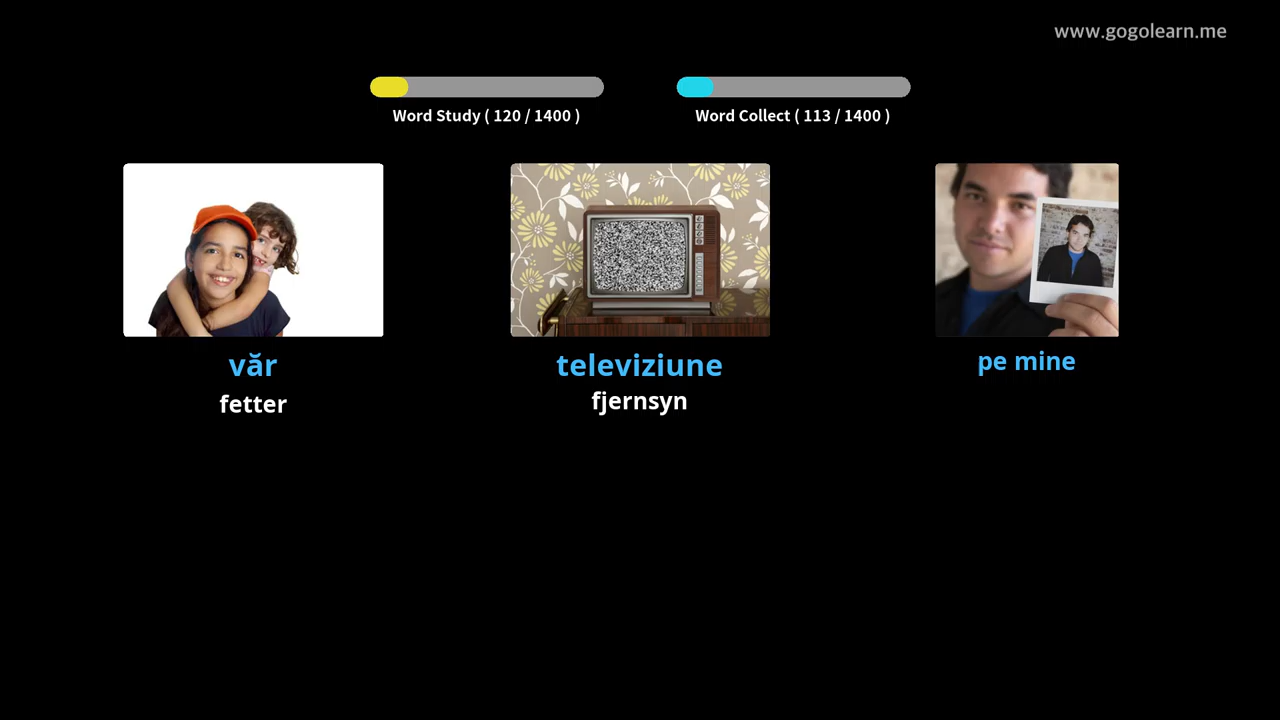 www.gogolearn.me
Word Study ( 120 / 1400 )
Word Collect ( 113 / 1400 )
văr
fetter
televiziune
fjernsyn
pe mine